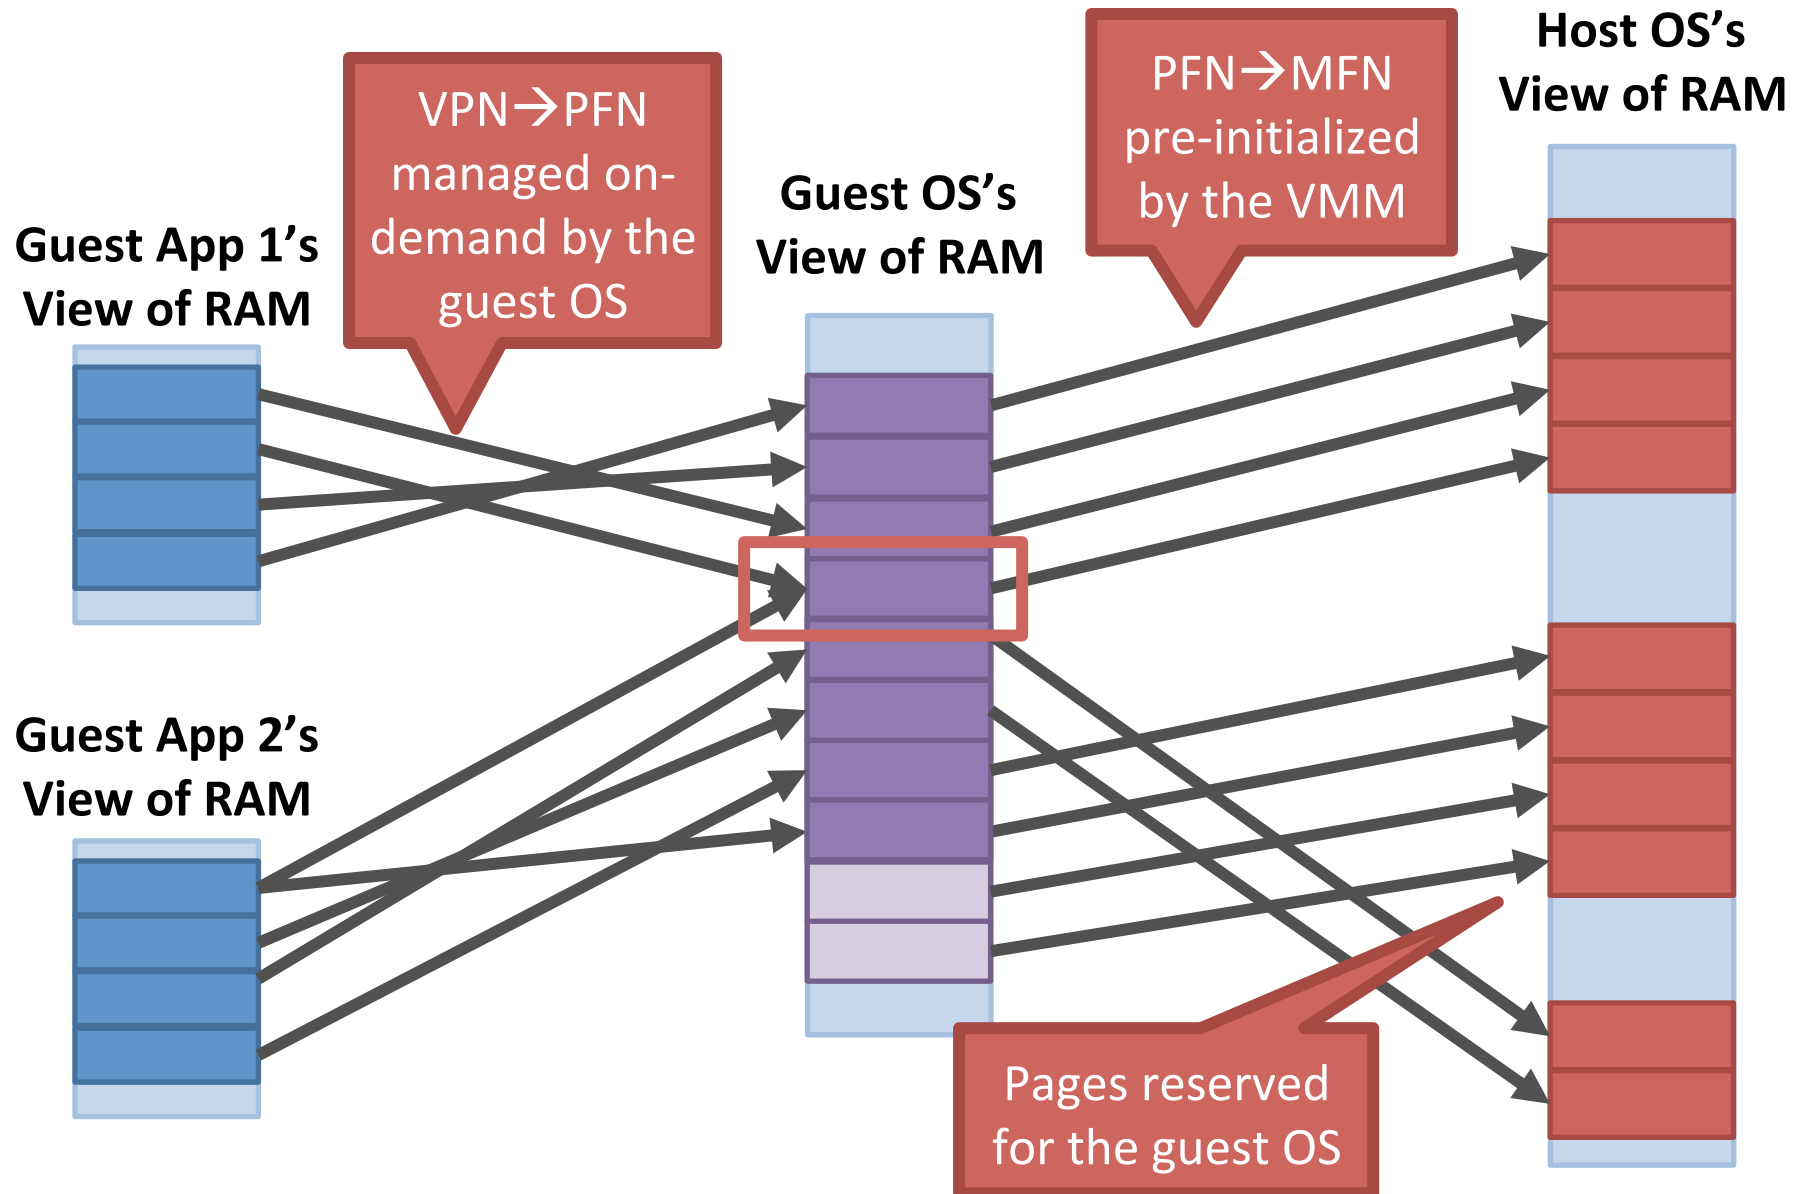 Guest App 1’s
View of RAM
VPN→PFN
managed on-
demand by the
guest OS
Guest OS’s
View of RAM
PFN→MFN
pre-initialized
by the VMM
Host OS’s
View of RAM
Guest App 2’s
View of RAM
Pages reserved
for the guest OS